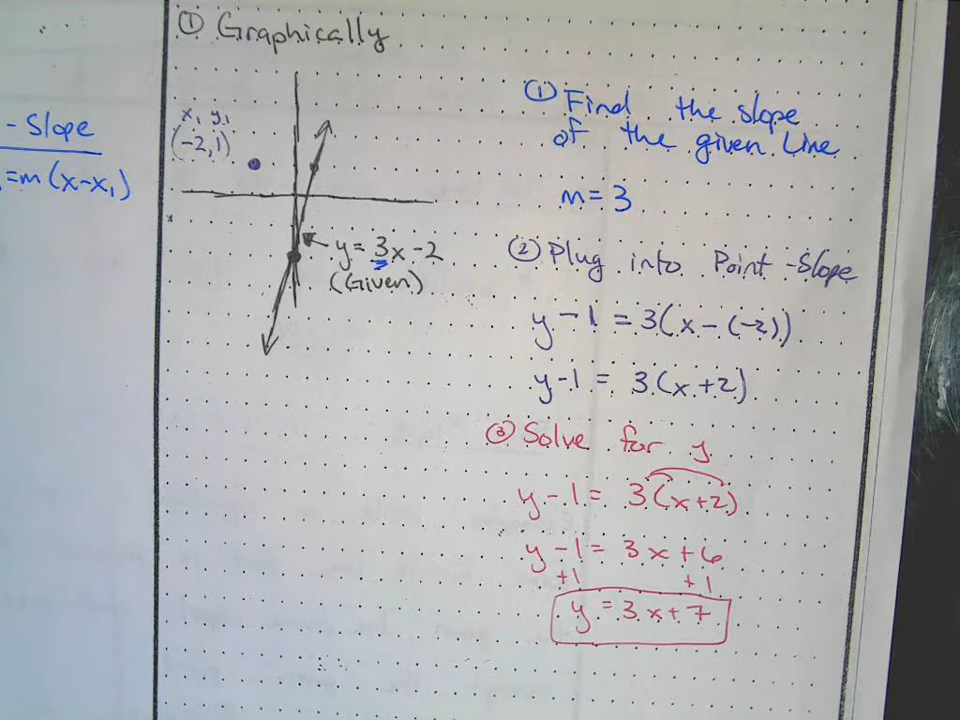 - Slope
=m(x-x₁)
① Graphically
x₁ y₁
(-2,1)
y = 3x - 2
(Given)
① Find the slope
of the given line
m = 3
② Plug into Point-Slope
y - 1 = 3(x - (-2))
y - 1 = 3(x+2)
③ Solve for y
y - 1 = 3(x+2)
y - 1 = 3x + 6
+1 +1
y = 3x + 7